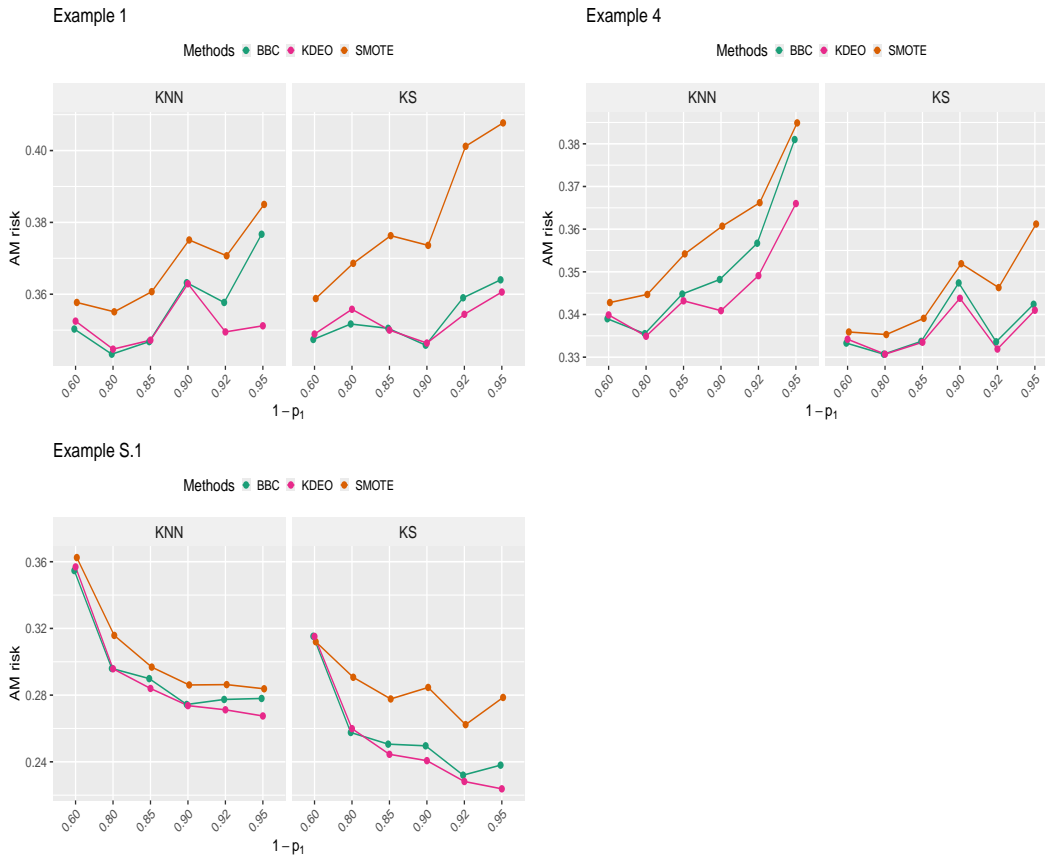 Example 1
Methods BBC KDEO SMOTE
KNN KS
0.40
0.38
0.36
AM risk
0.60 0.80 0.85 0.90 0.92 0.95 0.60 0.80 0.85 0.90 0.92 0.95
1−p₁
Example 4
Methods BBC KDEO SMOTE
KNN KS
0.38
0.37
0.36
0.35
0.34
0.33
AM risk
0.60 0.80 0.85 0.90 0.92 0.95 0.60 0.80 0.85 0.90 0.92 0.95
1−p₁
Example S.1
Methods BBC KDEO SMOTE
KNN KS
0.36
0.32
0.28
0.24
AM risk
0.60 0.80 0.85 0.90 0.92 0.95 0.60 0.80 0.85 0.90 0.92 0.95
1−p₁